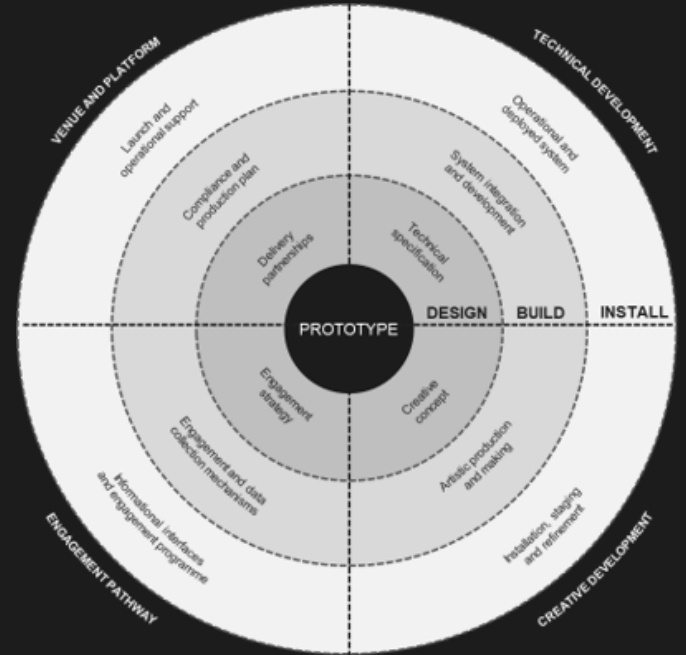 VENUE AND PLATFORM
TECHNICAL DEVELOPMENT
Launch and
operational support
Operational and
deployed system
Compliance and
production plan
System integration
and development
Delivery
partnerships
Technical
specification
DESIGN
BUILD
INSTALL
PROTOTYPE
Engagement
strategy
Creative
concept
Engagement and data
collection mechanisms
Artistic production
and making
Informational interfaces
and engagement programme
Installation, staging
and refinement
ENGAGEMENT PATHWAY
CREATIVE DEVELOPMENT